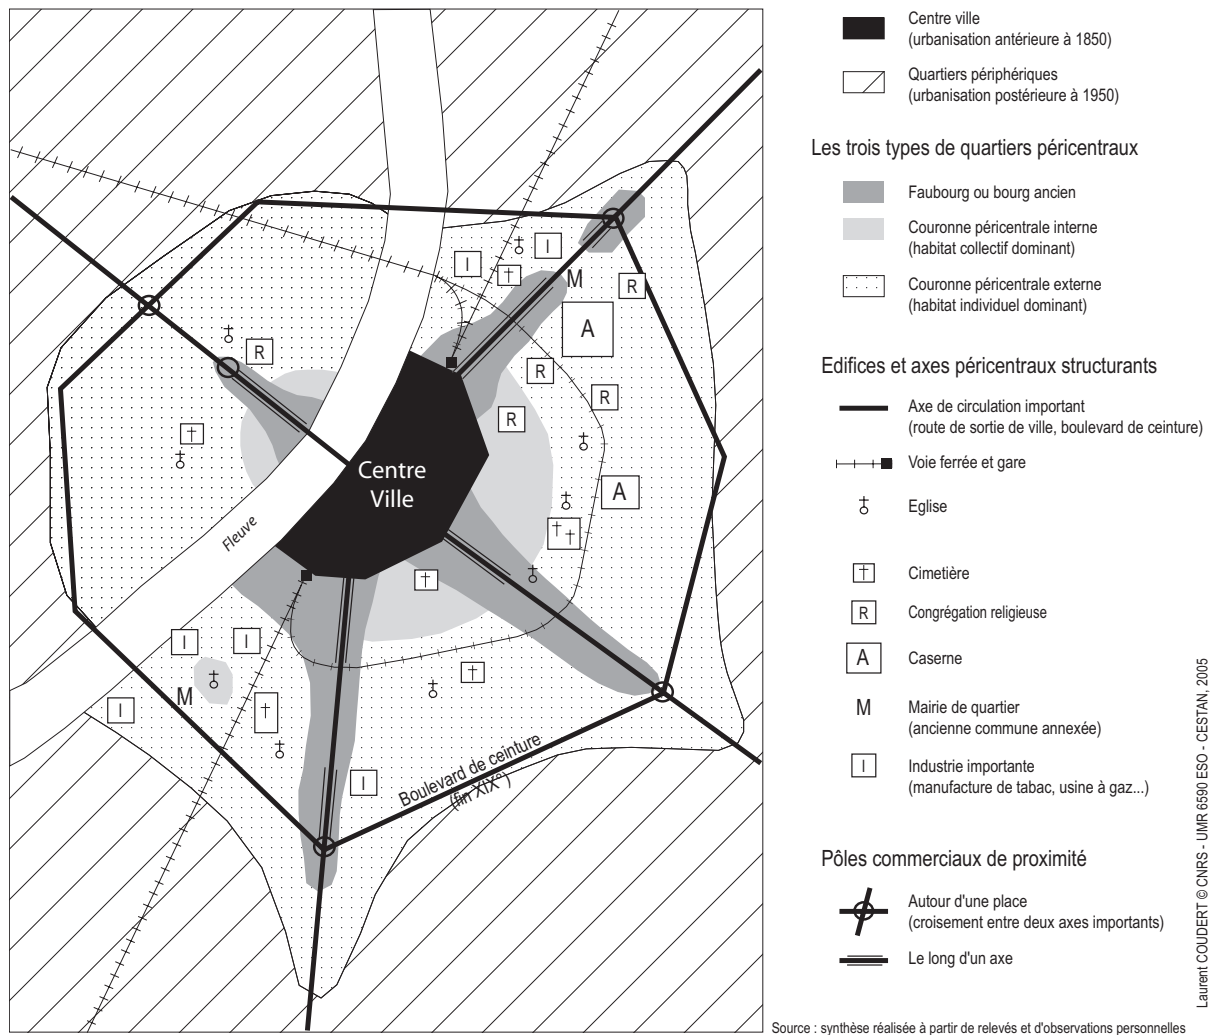 Centre ville
(urbanisation antérieure à 1850)
Quartiers périphériques
(urbanisation postérieure à 1950)
Les trois types de quartiers péricentraux
Faubourg ou bourg ancien
Couronne péricentrale interne
(habitat collectif dominant)
Couronne péricentrale externe
(habitat individuel dominant)
Edifices et axes péricentraux structurants
Axe de circulation important
(route de sortie de ville, boulevard de ceinture)
Voie ferrée et gare
Eglise
Cimetière
R
Congrégation religieuse
A
Caserne
M
Mairie de quartier
(ancienne commune annexée)
I
Industrie importante
(manufacture de tabac, usine à gaz...)
Pôles commerciaux de proximité
Autour d'une place
(croisement entre deux axes importants)
Le long d'un axe
I
I
M
R
A
R
R
R
R
Centre
Ville
A
Fleuve
I
I
M
I
I
Boulevard de ceinture
(fin XIX°)
Laurent COUDERT © CNRS - UMR 6590 ESO - CESTAN, 2005
Source : synthèse réalisée à partir de relevés et d'observations personnelles